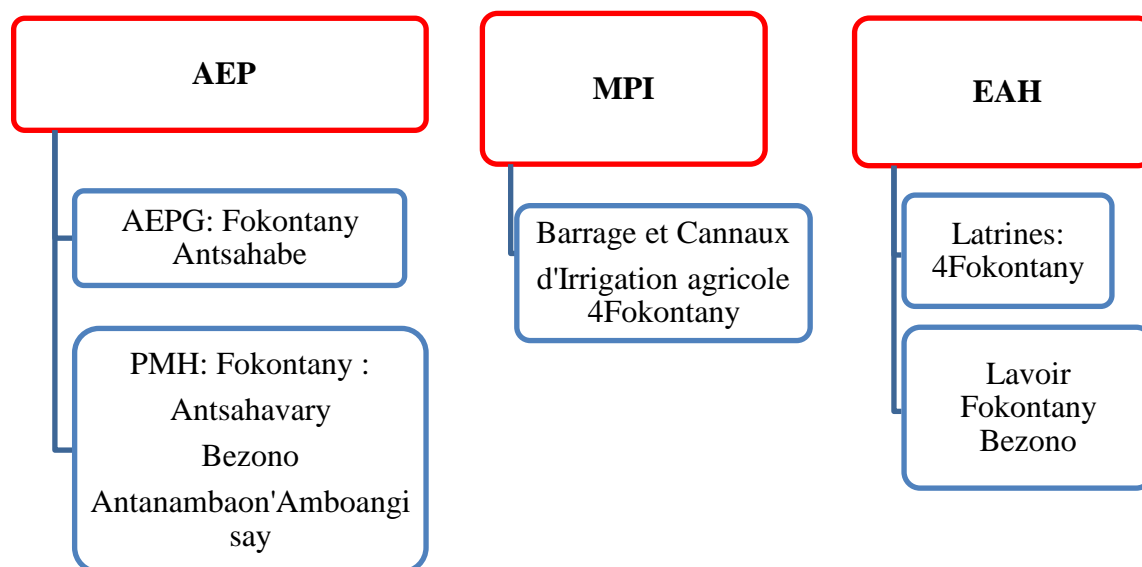 AEP
AEPG: Fokontany
Antsahabe
PMH: Fokontany :
Antsahavary
Bezono
Antanambaon'Amboangi
say
MPI
Barrage et Cannaux
d'Irrigation agricole
4Fokontany
EAH
Latrines:
4Fokontany
Lavoir
Fokontany
Bezono